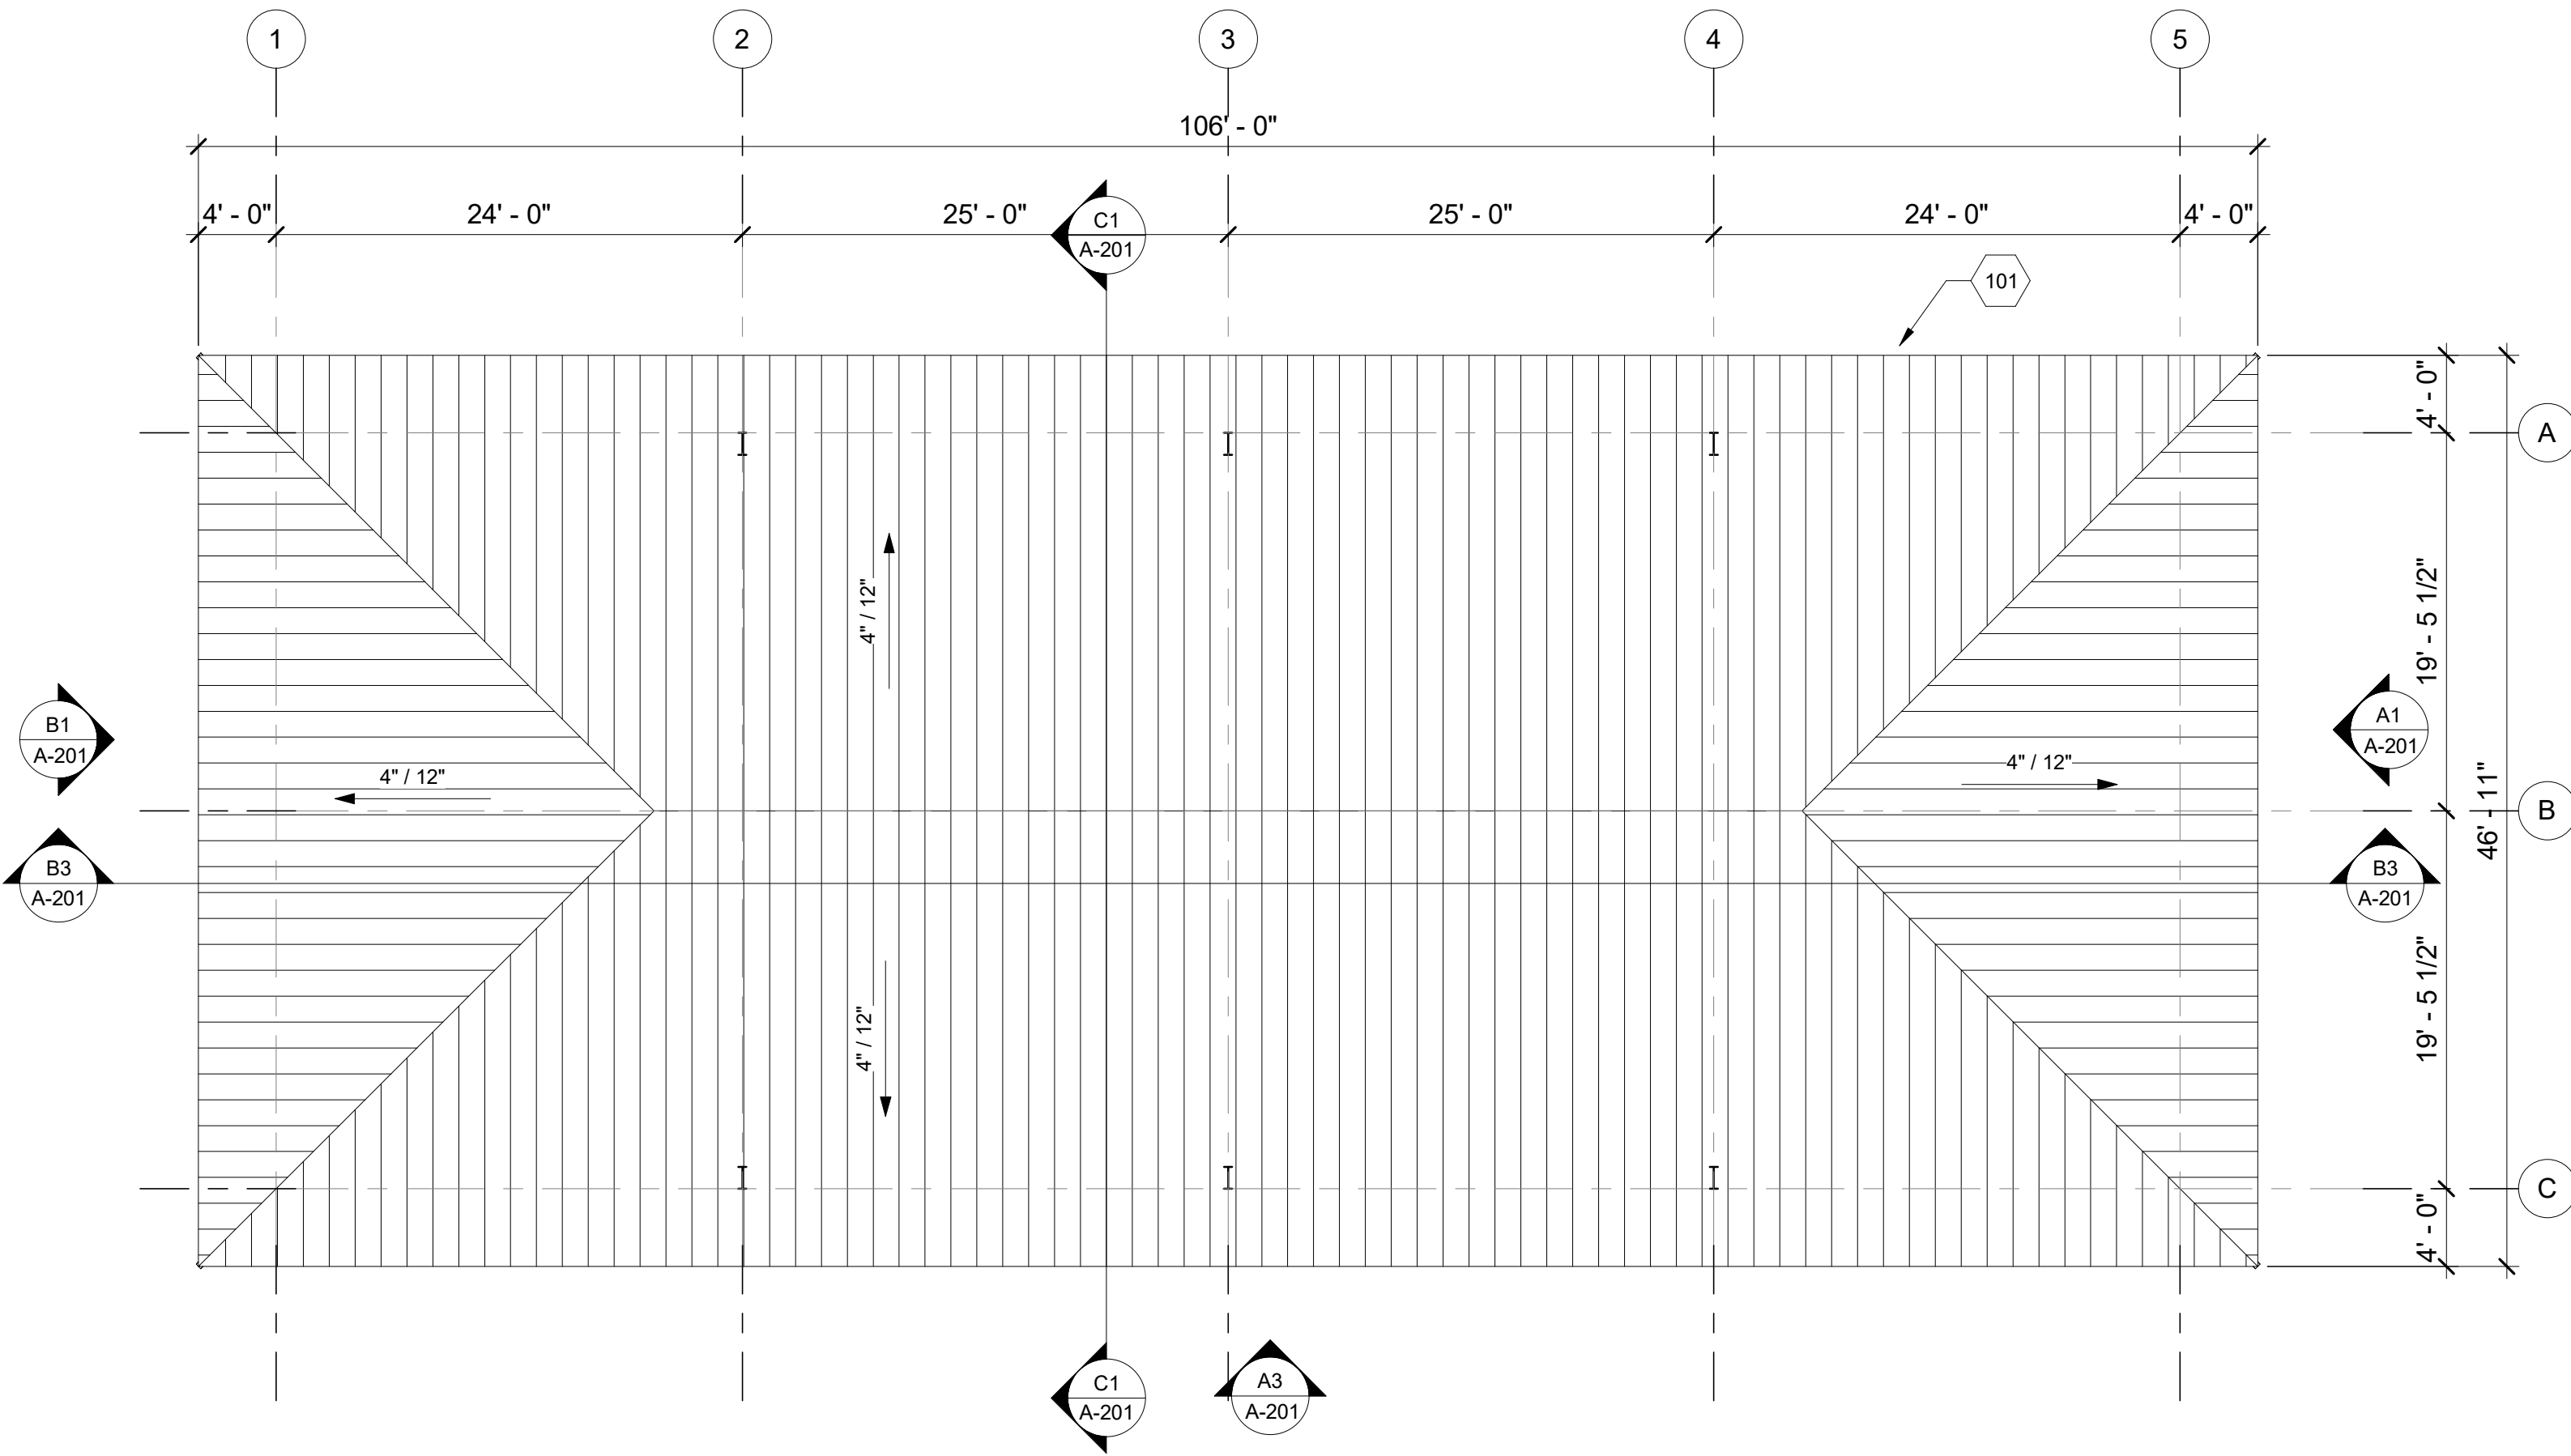 1
2
3
4
5
106' - 0"
4' - 0"
24' - 0"
25' - 0"
25' - 0"
24' - 0"
4' - 0"
C1
A-201
101
4' - 0"
A
19' - 5 1/2"
4" / 12"
B1
A-201
A1
A-201
4" / 12"
4" / 12"
46' - 11"
B
B3
A-201
B3
A-201
19' - 5 1/2"
4" / 12"
C
4' - 0"
C1
A-201
A3
A-201